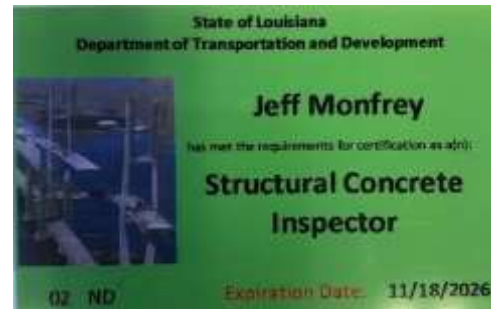 State of Louisiana
Department of Transportation and Development
Jeff Monfrey
has met the requirements for certification as a(n):
Structural Concrete
Inspector
02 ND
Expiration Date: 11/18/2026